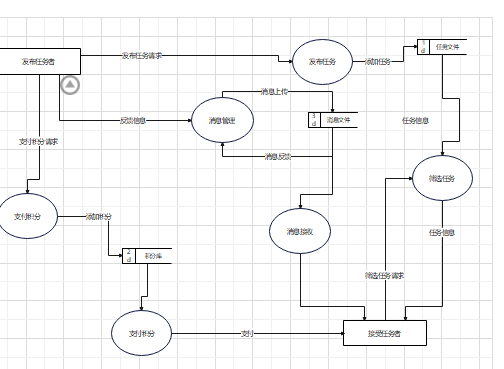 发布任务请求
发布任务
添加任务
1
d
任务文件
发布任务者
消息上传
反馈信息
消息管理
3
d
消息文件
任务信息
支付积分请求
消息反馈
筛选任务
支付积分
添加积分
消息接收
任务信息
2
d
积分库
筛选任务请求
支付积分
支付
接受任务者